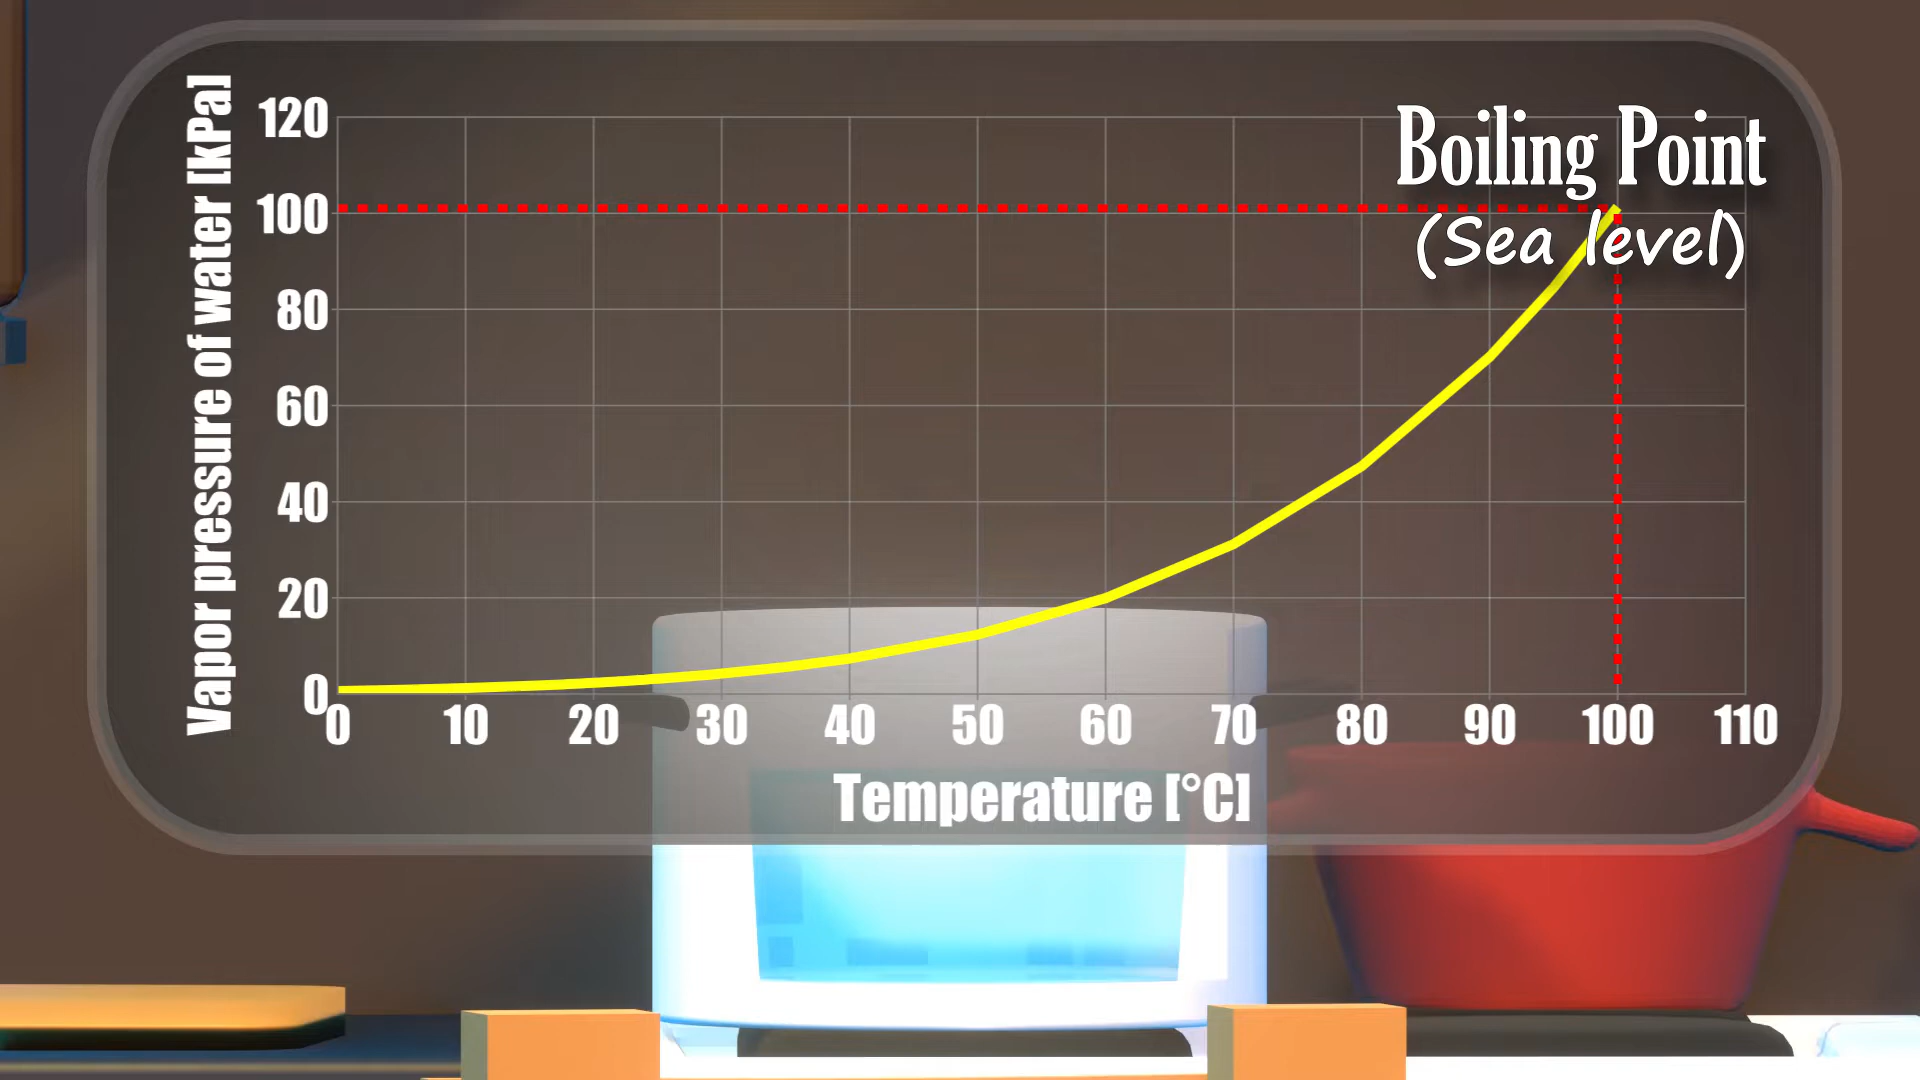 Vapor pressure of water [kPa]
120
100
80
60
40
20
0
0 10 20 30 40 50 60 70 80 90 100 110
Temperature [°C]
Boiling Point
(Sea level)